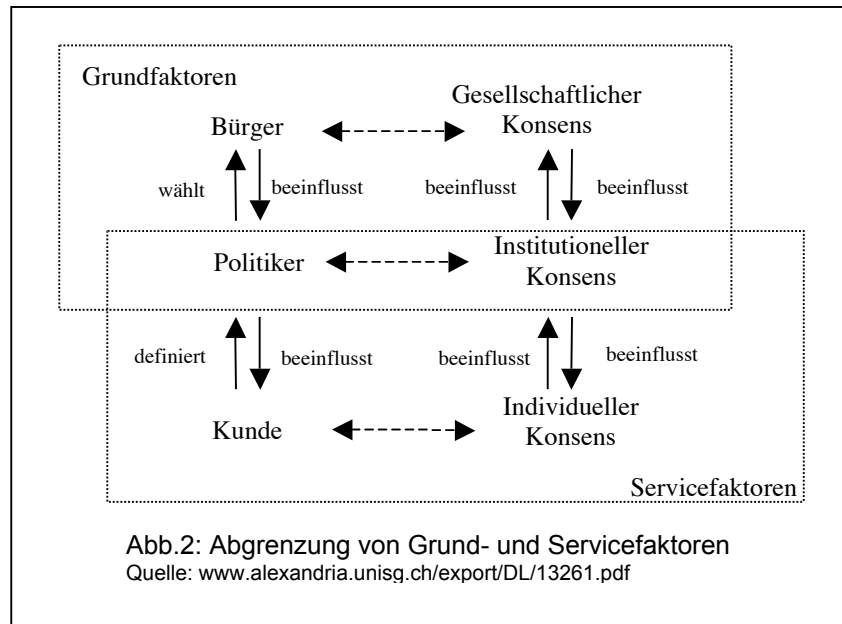 Grundfaktoren
Gesellschaftlicher
Konsens
Bürger
wählt
beeinflusst
beeinflusst
beeinflusst
Politiker
Institutioneller
Konsens
definiert
beeinflusst
beeinflusst
beeinflusst
Kunde
Individueller
Konsens
Servicefaktoren
Abb.2: Abgrenzung von Grund- und Servicefaktoren
Quelle: www.alexandria.unisg.ch/export/DL/13261.pdf